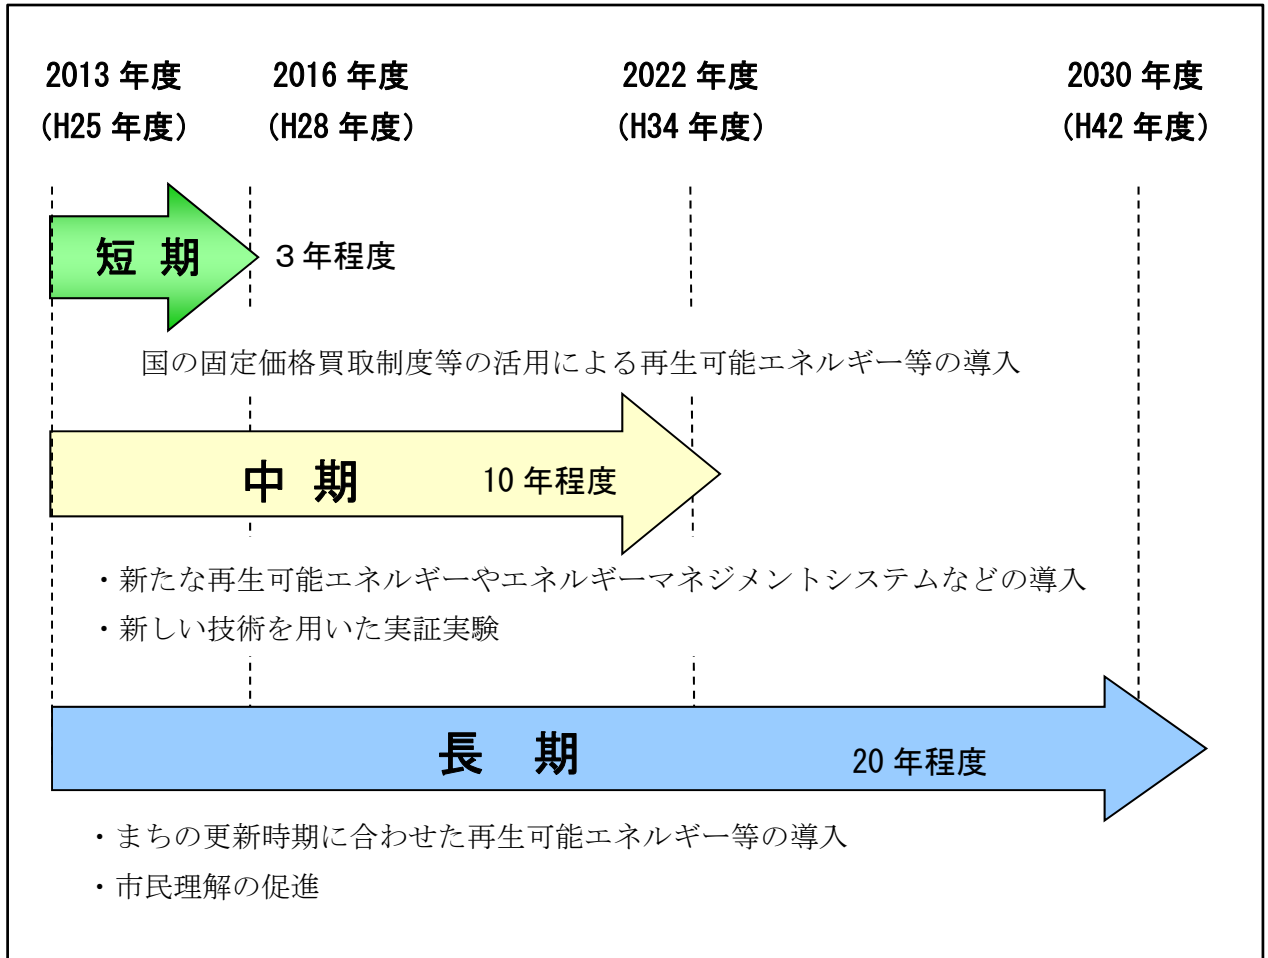 2013 年度 2016 年度 2022 年度 2030 年度
(H25 年度) (H28 年度) (H34 年度) (H42 年度)
短 期 3 年程度
国の固定価格買取制度等の活用による再生可能エネルギー等の導入
中 期 10 年程度
・新たな再生可能エネルギーやエネルギーマネジメントシステムなどの導入
・新しい技術を用いた実証実験
長 期 20 年程度
・まちの更新時期に合わせた再生可能エネルギー等の導入
・市民理解の促進